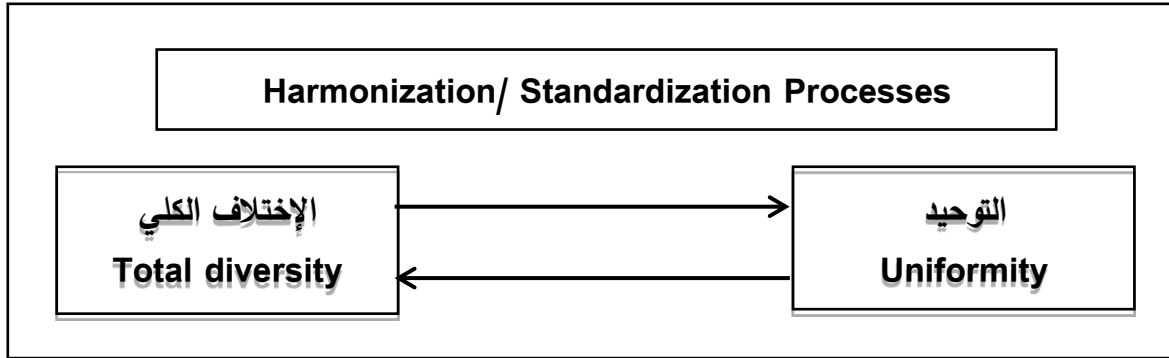 Harmonization/ Standardization Processes
الإختلاف الكلي
Total diversity
التوحيد
Uniformity